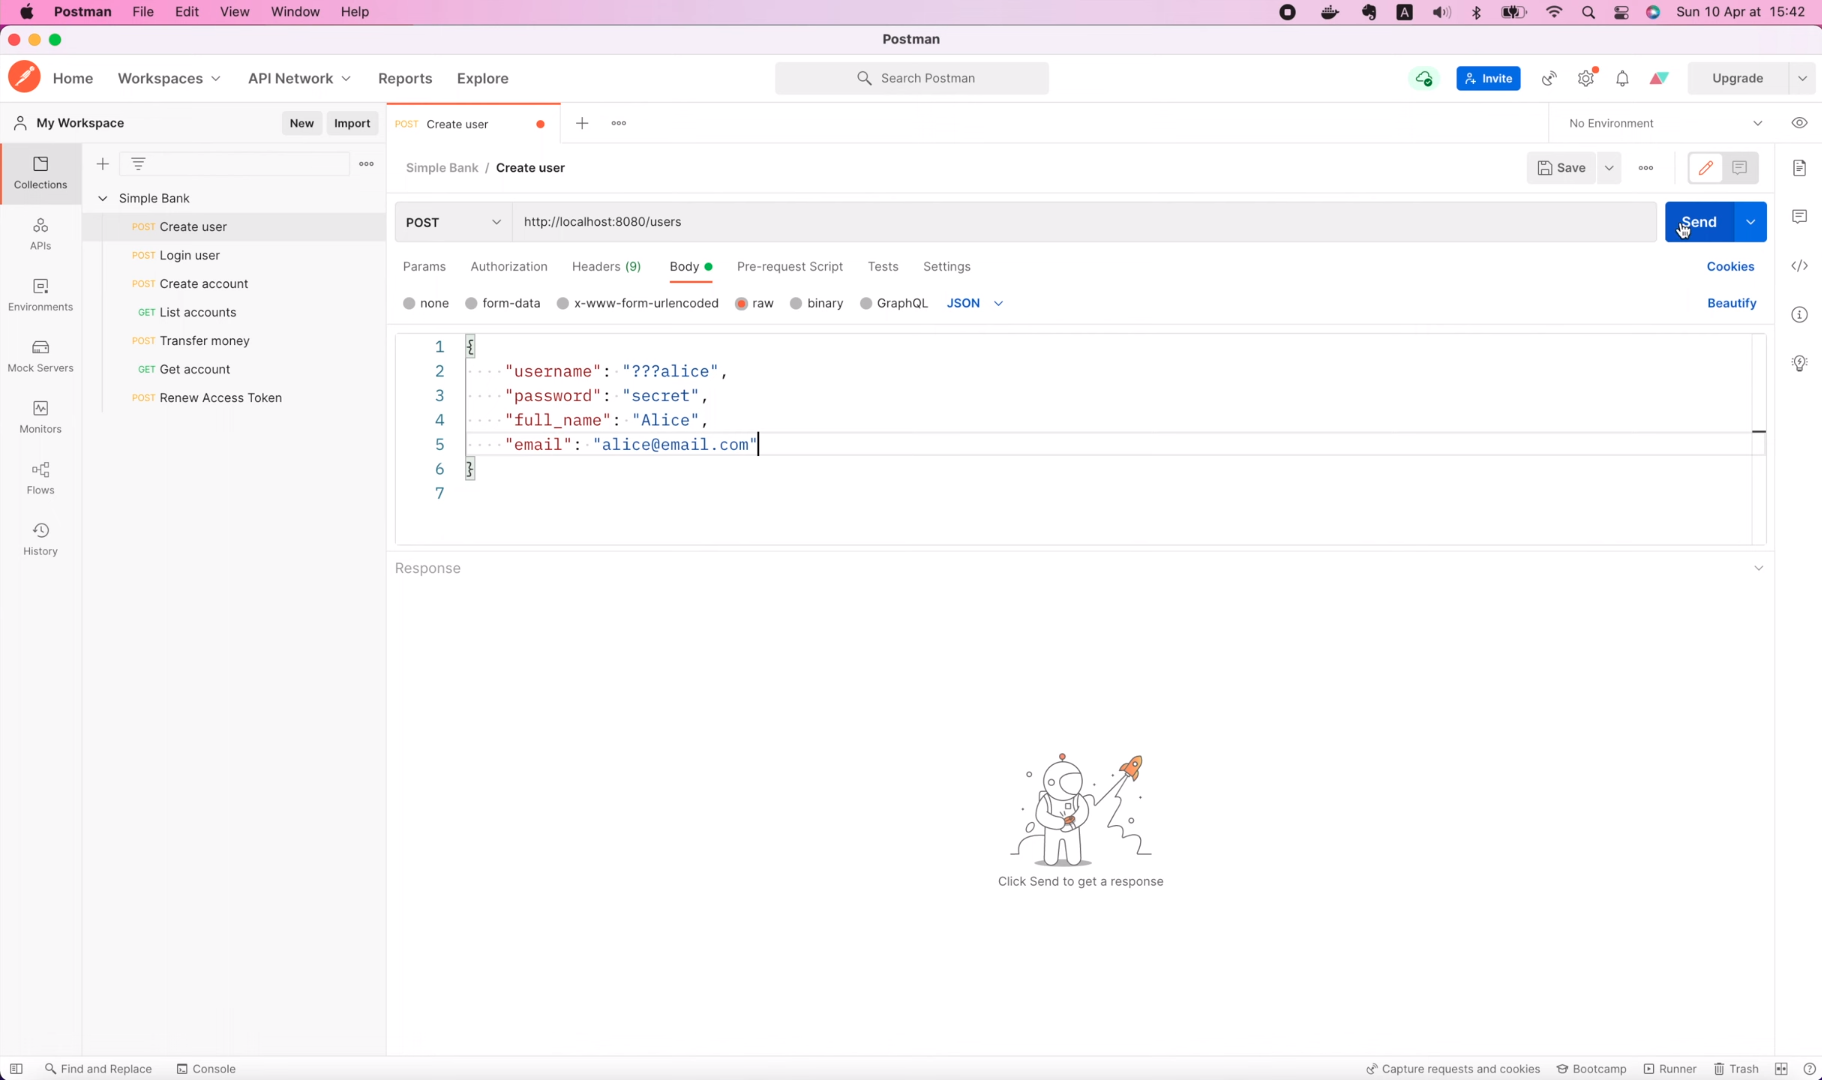 Postman File Edit View Window Help
A
Sun 10 Apr at 15:42
Postman
Home Workspaces API Network Reports Explore
Search Postman
Invite
Upgrade
My Workspace
New Import
POST Create user
No Environment
Collections
Simple Bank / Create user
Save
Simple Bank
POST Create user
POST Login user
POST Create account
GET List accounts
POST Transfer money
GET Get account
POST Renew Access Token
APIs
Environments
Mock Servers
Monitors
Flows
History
POST
http://localhost:8080/users
Send
Params Authorization Headers (9) Body Pre-request Script Tests Settings
Cookies
none form-data x-www-form-urlencoded raw binary GraphQL JSON
Beautify
1 {
2 "username": "???alice",
3 "password": "secret",
4 "full_name": "Alice",
5 "email": "alice@email.com"
6 }
7
Response
Click Send to get a response
Find and Replace Console
Capture requests and cookies Bootcamp Runner Trash